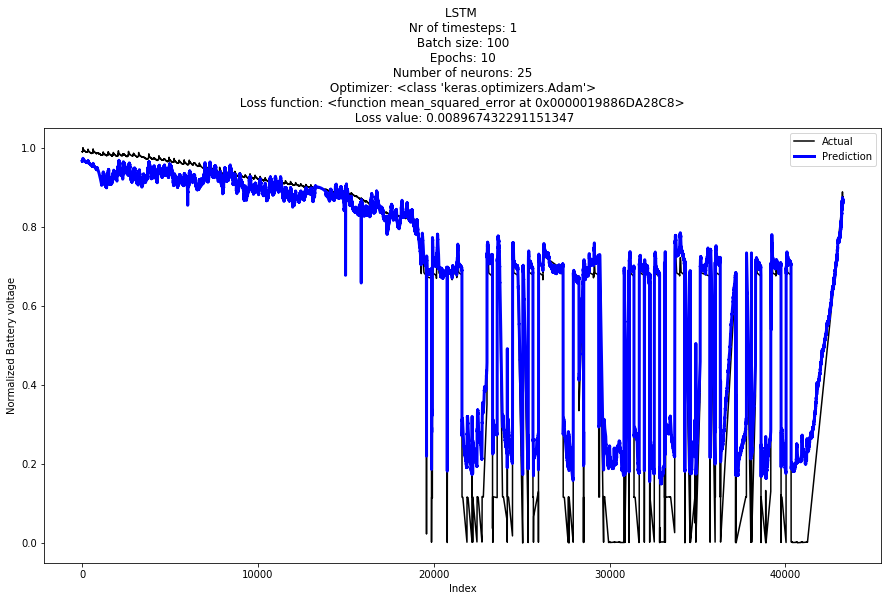 LSTM
Nr of timesteps: 1
Batch size: 100
Epochs: 10
Number of neurons: 25
Optimizer: <class 'keras.optimizers.Adam'>
Loss function: <function mean_squared_error at 0x0000019886DA28C8>
Loss value: 0.008967432291151347
Actual
Prediction
1.0
0.8
0.6
0.4
0.2
0.0
Normalized Battery voltage
0 10000 20000 30000 40000
Index